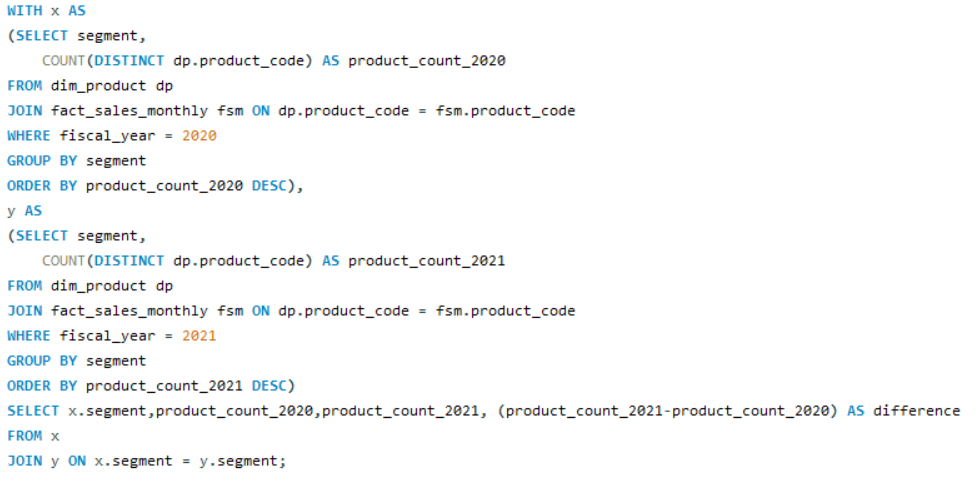 WITH x AS
(SELECT segment,
    COUNT(DISTINCT dp.product_code) AS product_count_2020
FROM dim_product dp
JOIN fact_sales_monthly fsm ON dp.product_code = fsm.product_code
WHERE fiscal_year = 2020
GROUP BY segment
ORDER BY product_count_2020 DESC),
y AS
(SELECT segment,
    COUNT(DISTINCT dp.product_code) AS product_count_2021
FROM dim_product dp
JOIN fact_sales_monthly fsm ON dp.product_code = fsm.product_code
WHERE fiscal_year = 2021
GROUP BY segment
ORDER BY product_count_2021 DESC)
SELECT x.segment,product_count_2020,product_count_2021, (product_count_2021-product_count_2020) AS difference
FROM x
JOIN y ON x.segment = y.segment;